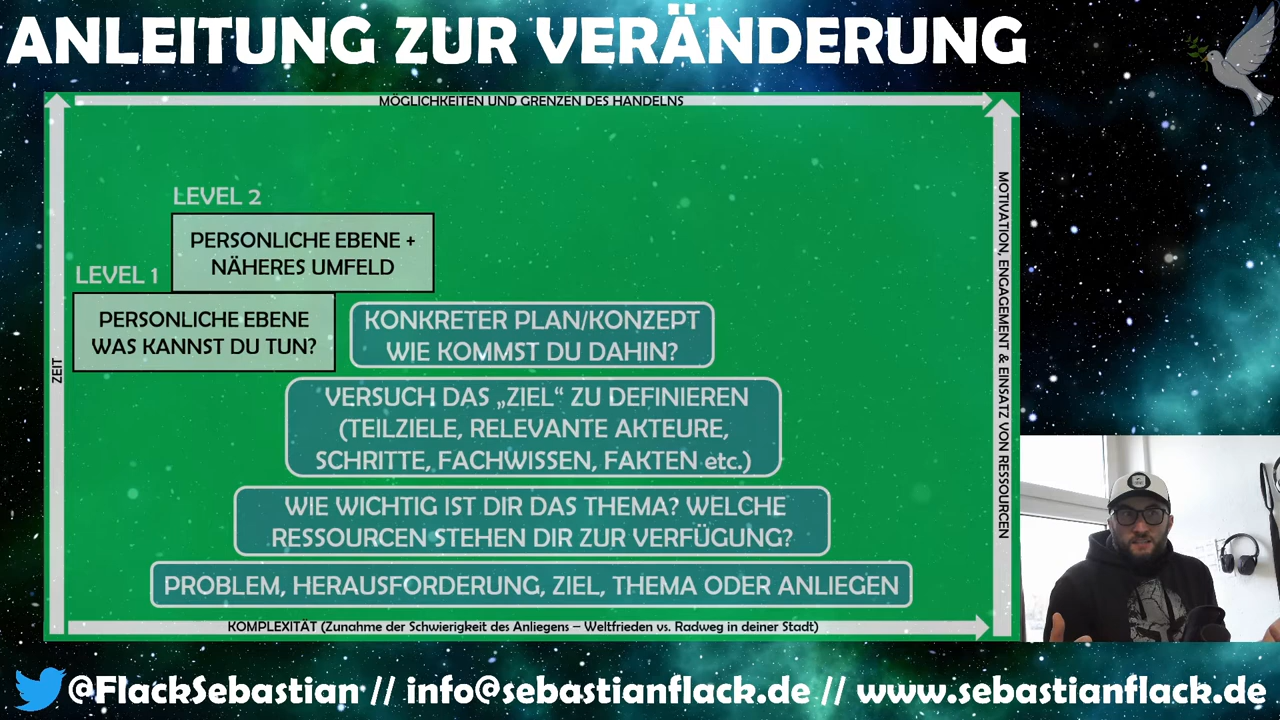 ANLEITUNG ZUR VERÄNDERUNG
MÖGLICHKEITEN UND GRENZEN DES HANDELNS
LEVEL 2
PERSONLICHE EBENE +
NÄHERES UMFELD
LEVEL 1
PERSONLICHE EBENE
WAS KANNST DU TUN?
KONKRETER PLAN/KONZEPT
WIE KOMMST DU DAHIN?
ZEIT
VERSUCH DAS „ZIEL“ ZU DEFINIEREN
(TEILZIELE, RELEVANTE AKTEURE,
SCHRITTE, FACHWISSEN, FAKTEN etc.)
MOTIVATION, ENGAGEMENT & EINSATZ VON RESSOURCEN
WIE WICHTIG IST DIR DAS THEMA? WELCHE
RESSOURCEN STEHEN DIR ZUR VERFÜGUNG?
PROBLEM, HERAUSFORDERUNG, ZIEL, THEMA ODER ANLIEGEN
KOMPLEXITÄT (Zunahme der Schwierigkeit des Anliegens – Weltfrieden vs. Radweg in deiner Stadt)
@FlackSebastian // info@sebastianflack.de // www.sebastianflack.de